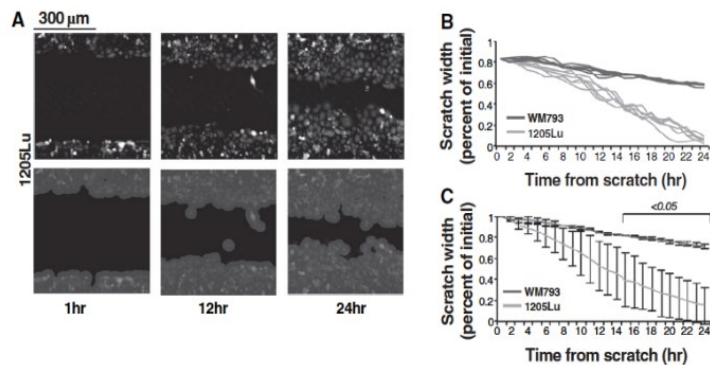 A
300 µm
1205Lu
1hr
12hr
24hr
B
Scratch width
(percent of initial)
1
0.8
0.6
0.4
0.2
0
WM793
1205Lu
0 2 4 6 8 10 12 14 16 18 20 22 24
Time from scratch (hr)
C
Scratch width
(percent of initial)
1
0.8
0.6
0.4
0.2
0
<0.05
WM793
1205Lu
0 2 4 6 8 10 12 14 16 18 20 22 24
Time from scratch (hr)